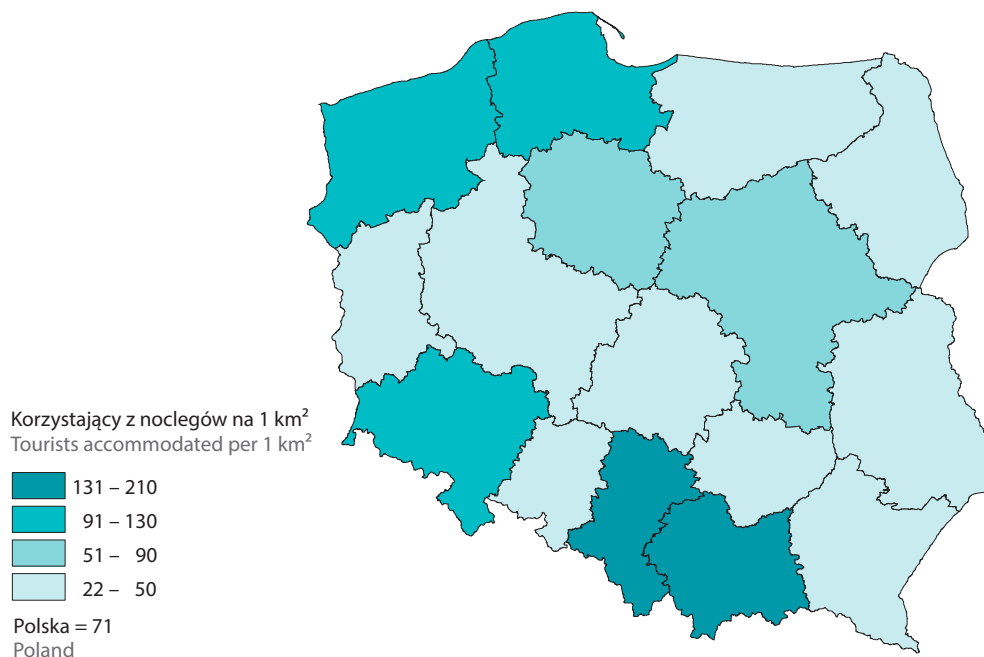 Korzystający z noclegów na 1 km²
Tourists accommodated per 1 km²
131 – 210
91 – 130
51 – 90
22 – 50
Polska = 71
Poland